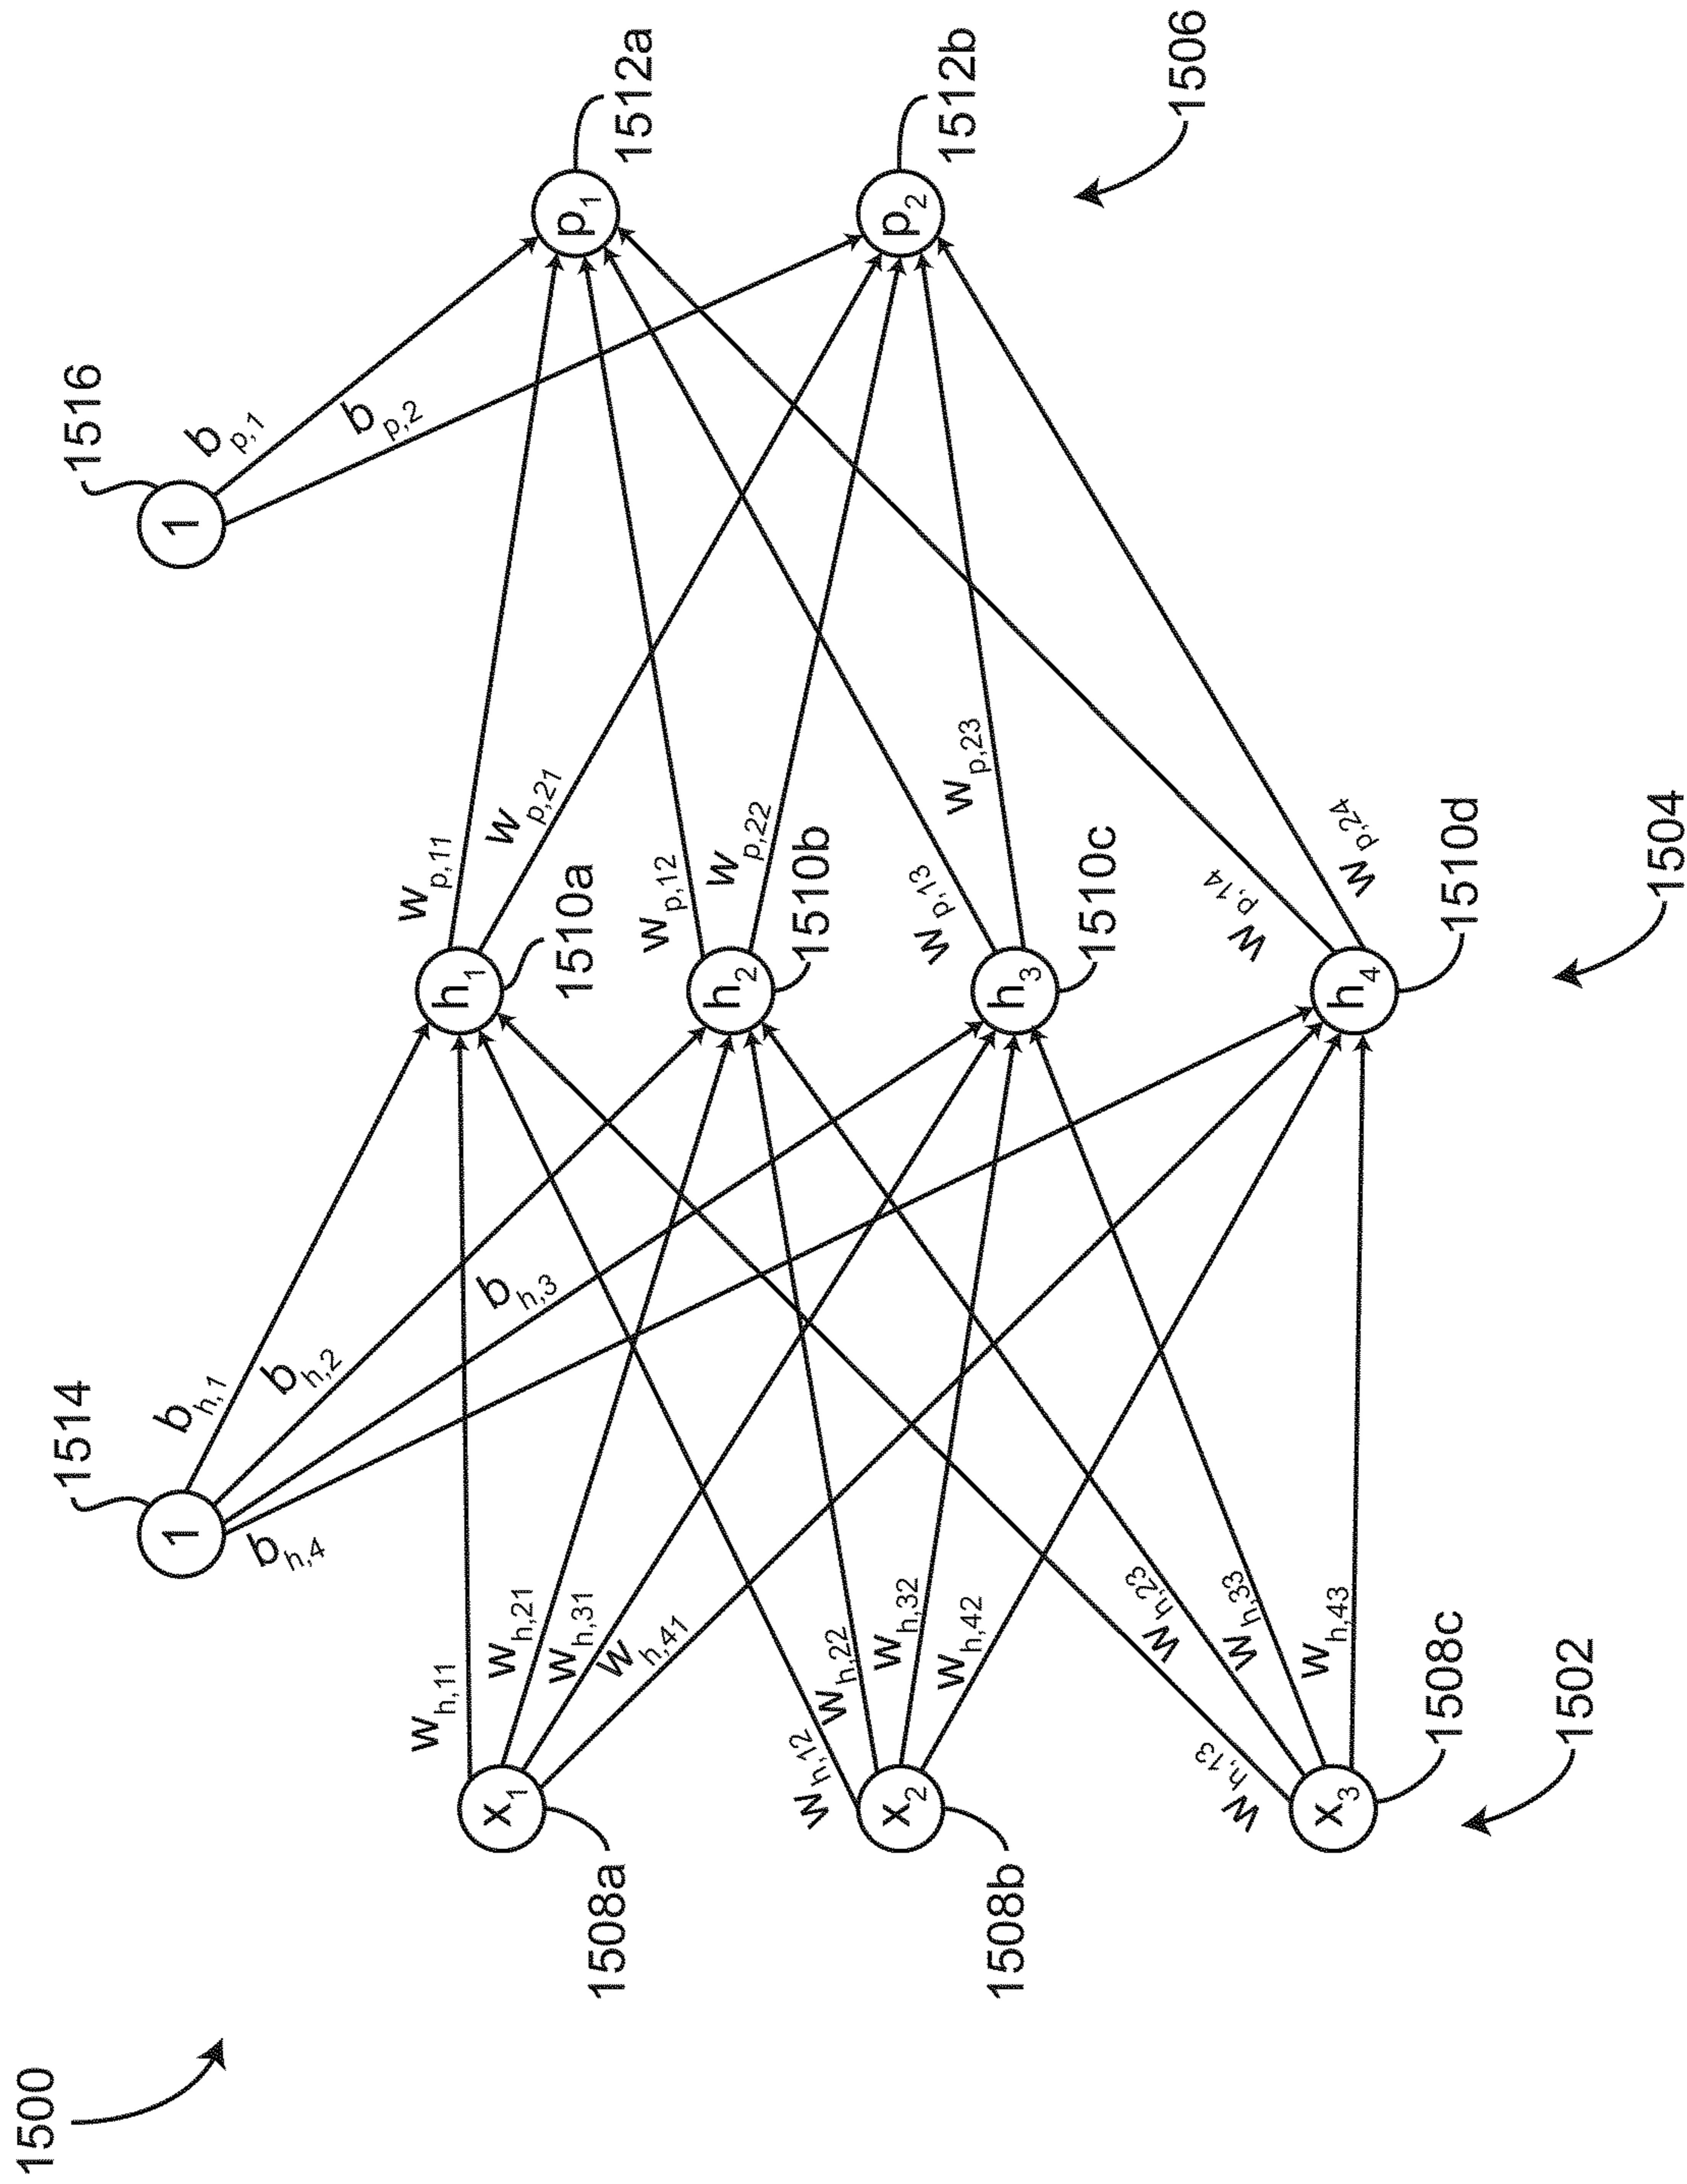 1500
1514
1516
1
1
b h,1
b h,2
b h,3
b h,4
b p,1
b p,2
x1
1508a
w h,11
w h,21
w h,31
w h,41
h1
1510a
w p,11
w p,21
p1
1512a
x2
1508b
w h,12
w h,22
w h,32
w h,42
h2
1510b
w p,12
w p,22
p2
1512b
h3
1510c
w p,13
w p,23
x3
1508c
w h,13
w h,23
w h,33
w h,43
h4
1510d
w p,14
w p,24
1502
1504
1506